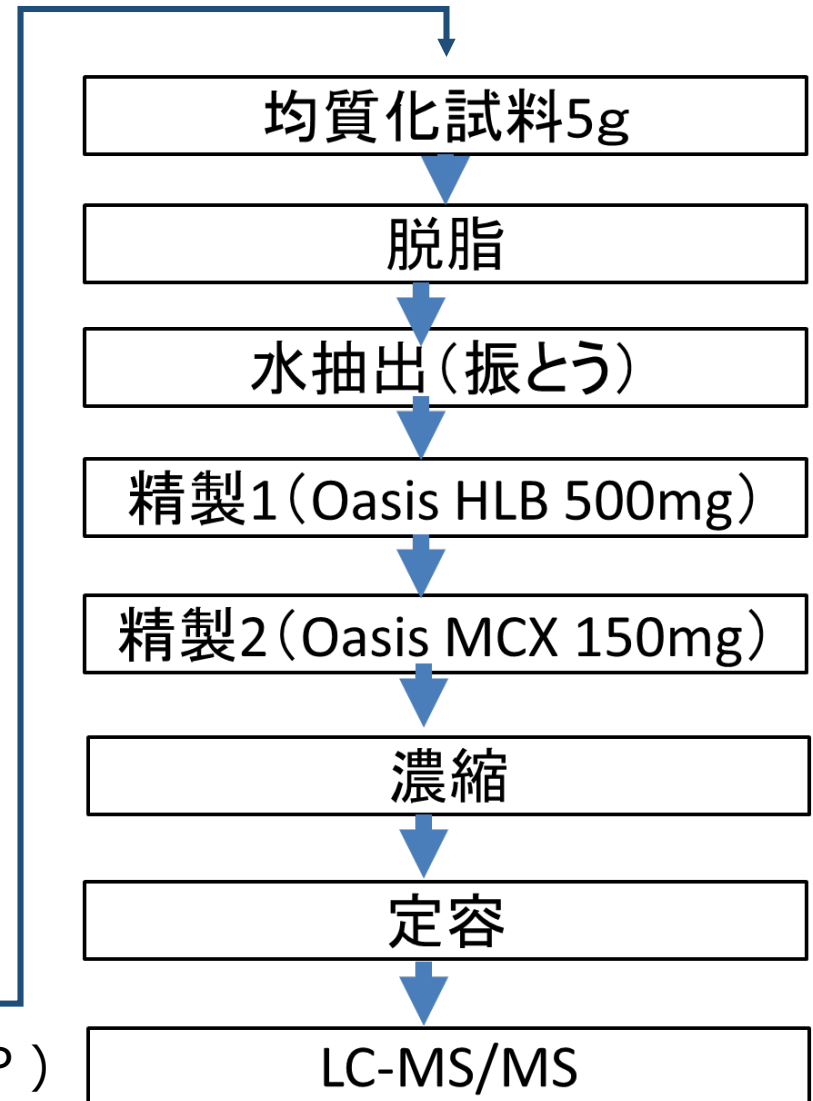 均質化試料5g
脱脂
水抽出(振とう)
精製1(Oasis HLB 500mg)
精製2(Oasis MCX 150mg)
濃縮
定容
LC-MS/MS